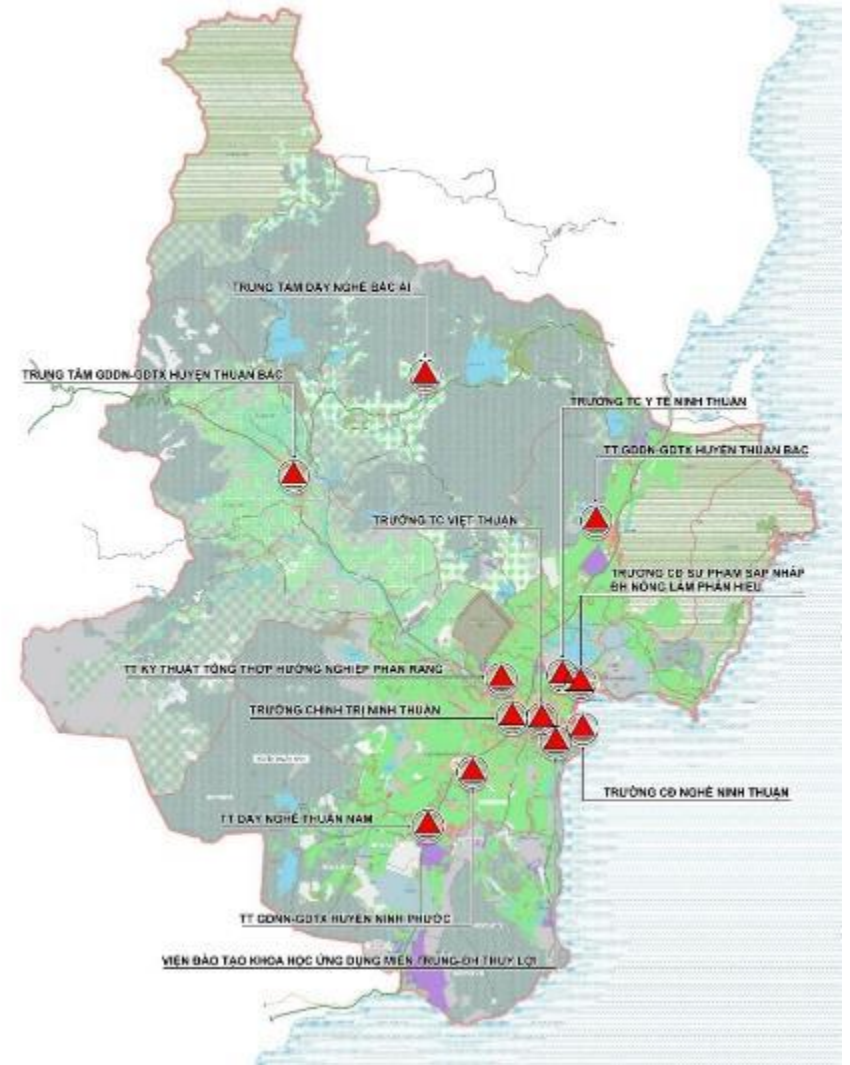 TRUNG TÂM DẠY NGHỀ BÁC ÁI
TRUNG TÂM GDDN-GDTX HUYỆN THUẬN BẮC
TRƯỜNG TC Y TẾ NINH THUẬN
TT GDDN-GDTX HUYỆN THUẬN BẮC
TRƯỜNG TC VIỆT THUẬN
TRƯỜNG CĐ SƯ PHẠM SÁP NHẬP
ĐH NÔNG LÂM PHÂN HIỆU
TT KỸ THUẬT TỔNG THỢP HƯỚNG NGHIỆP PHAN RANG
TRƯỜNG CHÍNH TRỊ NINH THUẬN
TRƯỜNG CĐ NGHỀ NINH THUẬN
TT DẠY NGHỀ THUẬN NAM
TT GDNN-GDTX HUYỆN NINH PHƯỚC
VIỆN ĐÀO TẠO KHOA HỌC ỨNG DỤNG MIỀN TRUNG-ĐH THỦY LỢI